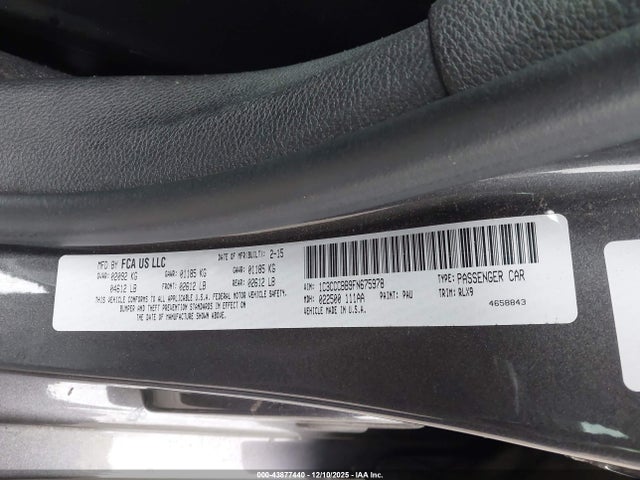 MFD BY FCA US LLC
DATE OF MFR(BUILT): 2-15
GVWR: 02092 KG GAWR: 01185 KG GAWR: 01185 KG
04612 LB FRONT: 02612 LB REAR: 02612 LB
THIS VEHICLE CONFORMS TO ALL APPLICABLE U.S.A. FEDERAL MOTOR VEHICLE SAFETY,
BUMPER AND THEFT PREVENTION STANDARDS IN EFFECT ON
THE DATE OF MANUFACTURE SHOWN ABOVE.
VIN: 1C3CCCBB9FN675978 TYPE: PASSENGER CAR
MDH: 022500 111AA PAINT: PAU TRIM: RLX9
VEHICLE MADE IN U.S.A. 4658843
000-43877440 - 12/10/2025 - IAA Inc.